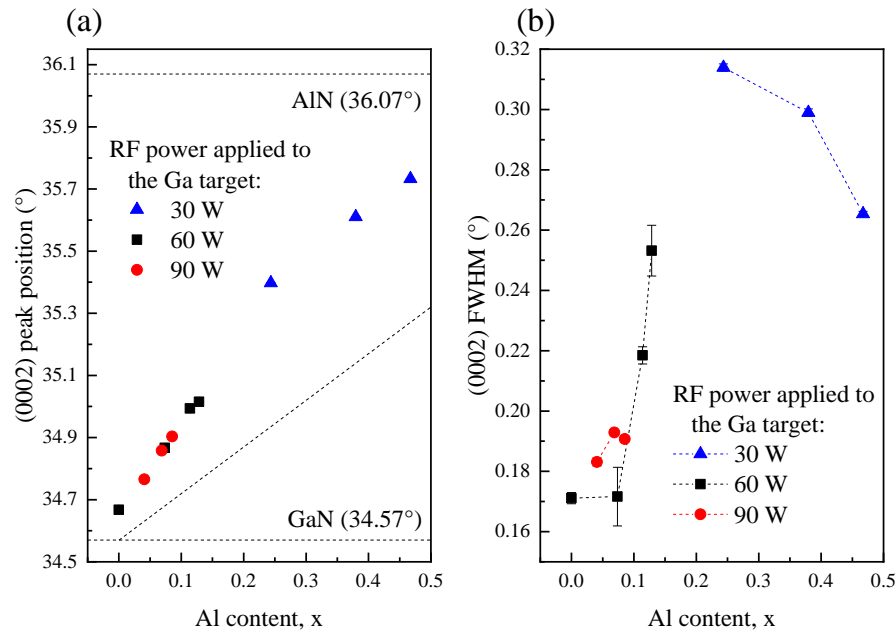 (a)
36.1
35.9
35.7
35.5
35.3
35.1
34.9
34.7
34.5
(0002) peak position (°)
AlN (36.07°)
RF power applied to
the Ga target:
30 W
60 W
90 W
GaN (34.57°)
0.0 0.1 0.2 0.3 0.4 0.5
Al content, x
(b)
0.32
0.30
0.28
0.26
0.24
0.22
0.20
0.18
0.16
(0002) FWHM (°)
RF power applied to
the Ga target:
30 W
60 W
90 W
0.0 0.1 0.2 0.3 0.4 0.5
Al content, x